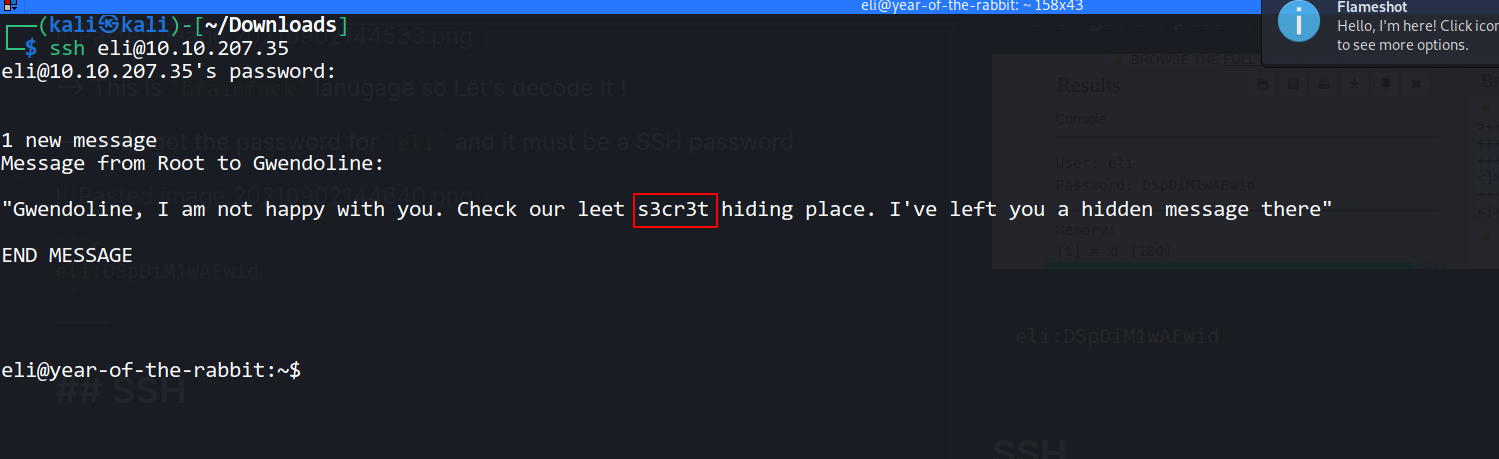 eli@year-of-the-rabbit: ~ 158x43
Flameshot
Hello, I'm here! Click icon
to see more options.
(kali㉿kali)-[~/Downloads]
$ ssh eli@10.10.207.35
eli@10.10.207.35's password:
1 new message
Message from Root to Gwendoline:
"Gwendoline, I am not happy with you. Check our leet s3cr3t hiding place. I've left you a hidden message there"
END MESSAGE
eli@year-of-the-rabbit:~$
--> This is brainfuck lanugage so Let's decode it !
got the password for eli and it must be a SSH password
eli:DSpDiM1wAEwid
## SSH
BROWSE THE FULL
Results
Console
User: eli
Password: DSpDiM1wAEwid
Memory:
[1] = d (100)
eli:DSpDiM1wAEwid
SSH